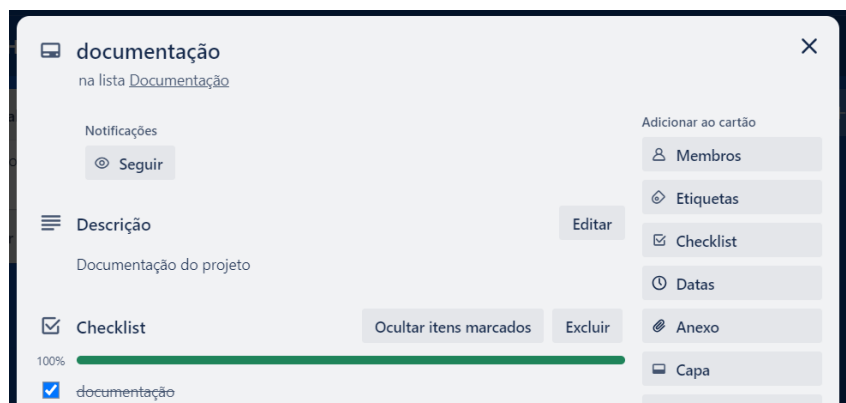 documentação
na lista Documentação
Notificações
Seguir
Descrição
Editar
Documentação do projeto
Checklist
Ocultar itens marcados
Excluir
100%
documentação
Adicionar ao cartão
Membros
Etiquetas
Checklist
Datas
Anexo
Capa